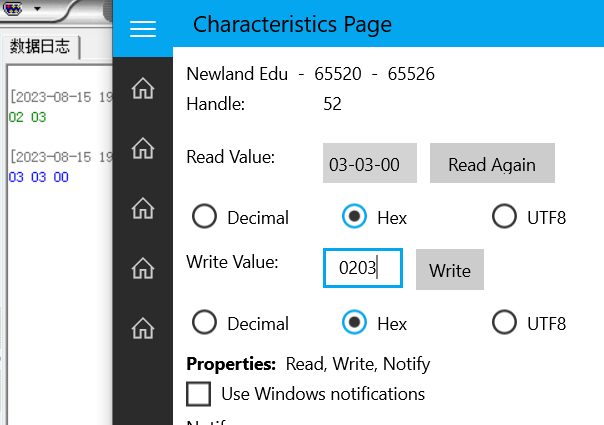 Characteristics Page
数据日志
[2023-08-15 19
02 03
[2023-08-15 19
03 03 00
Newland Edu - 65520 - 65526
Handle: 52
Read Value: 03-03-00 Read Again
Decimal Hex UTF8
Write Value: 0203 Write
Decimal Hex UTF8
Properties: Read, Write, Notify
Use Windows notifications